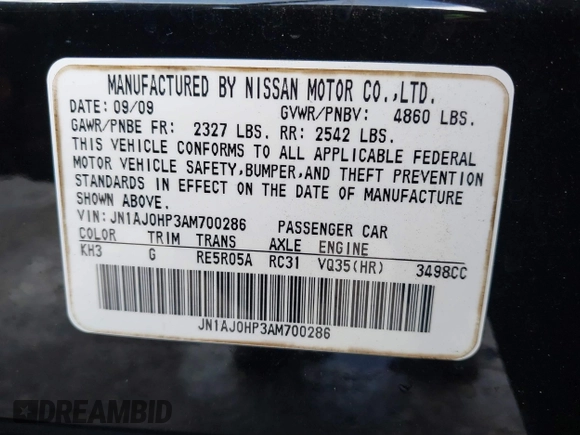 MANUFACTURED BY NISSAN MOTOR CO.,LTD.
DATE: 09/09 GVWR/PNBV: 4860 LBS.
GAWR/PNBE FR: 2327 LBS. RR: 2542 LBS.
THIS VEHICLE CONFORMS TO ALL APPLICABLE FEDERAL
MOTOR VEHICLE SAFETY,BUMPER,AND THEFT PREVENTION
STANDARDS IN EFFECT ON THE DATE OF MANUFACTURE
SHOWN ABOVE.
VIN: JN1AJ0HP3AM700286 PASSENGER CAR
COLOR TRIM TRANS AXLE ENGINE
KH3 G RE5R05A RC31 VQ35(HR) 3498CC
JN1AJ0HP3AM700286
DREAMBID